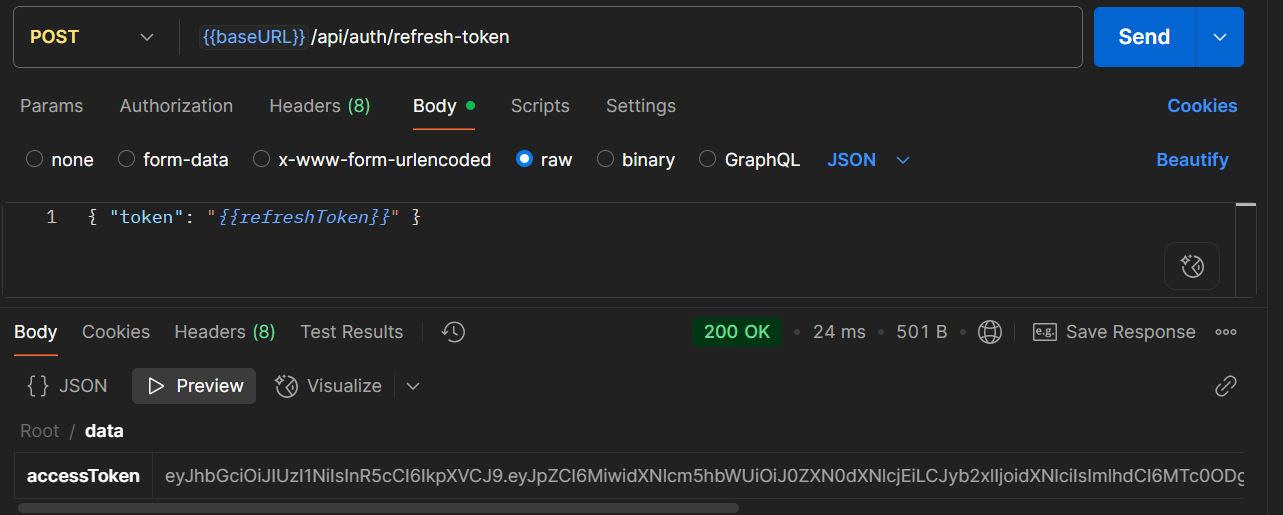 POST {{baseURL}} /api/auth/refresh-token Send
Params Authorization Headers (8) Body Scripts Settings Cookies
none form-data x-www-form-urlencoded raw binary GraphQL JSON Beautify
1 { "token": "{{refreshToken}}" }
Body Cookies Headers (8) Test Results 200 OK 24 ms 501 B e.g. Save Response
{} JSON Preview Visualize
Root / data
accessToken eyJhbGciOiJIUzI1NiIsInR5cCI6IkpXVCJ9.eyJpZCI6MiwidXNlcm5hbWUiOiJ0ZXN0dXNlcjEiLCJyb2xlIjoidXNlciIsImlhdCI6MTc0ODg